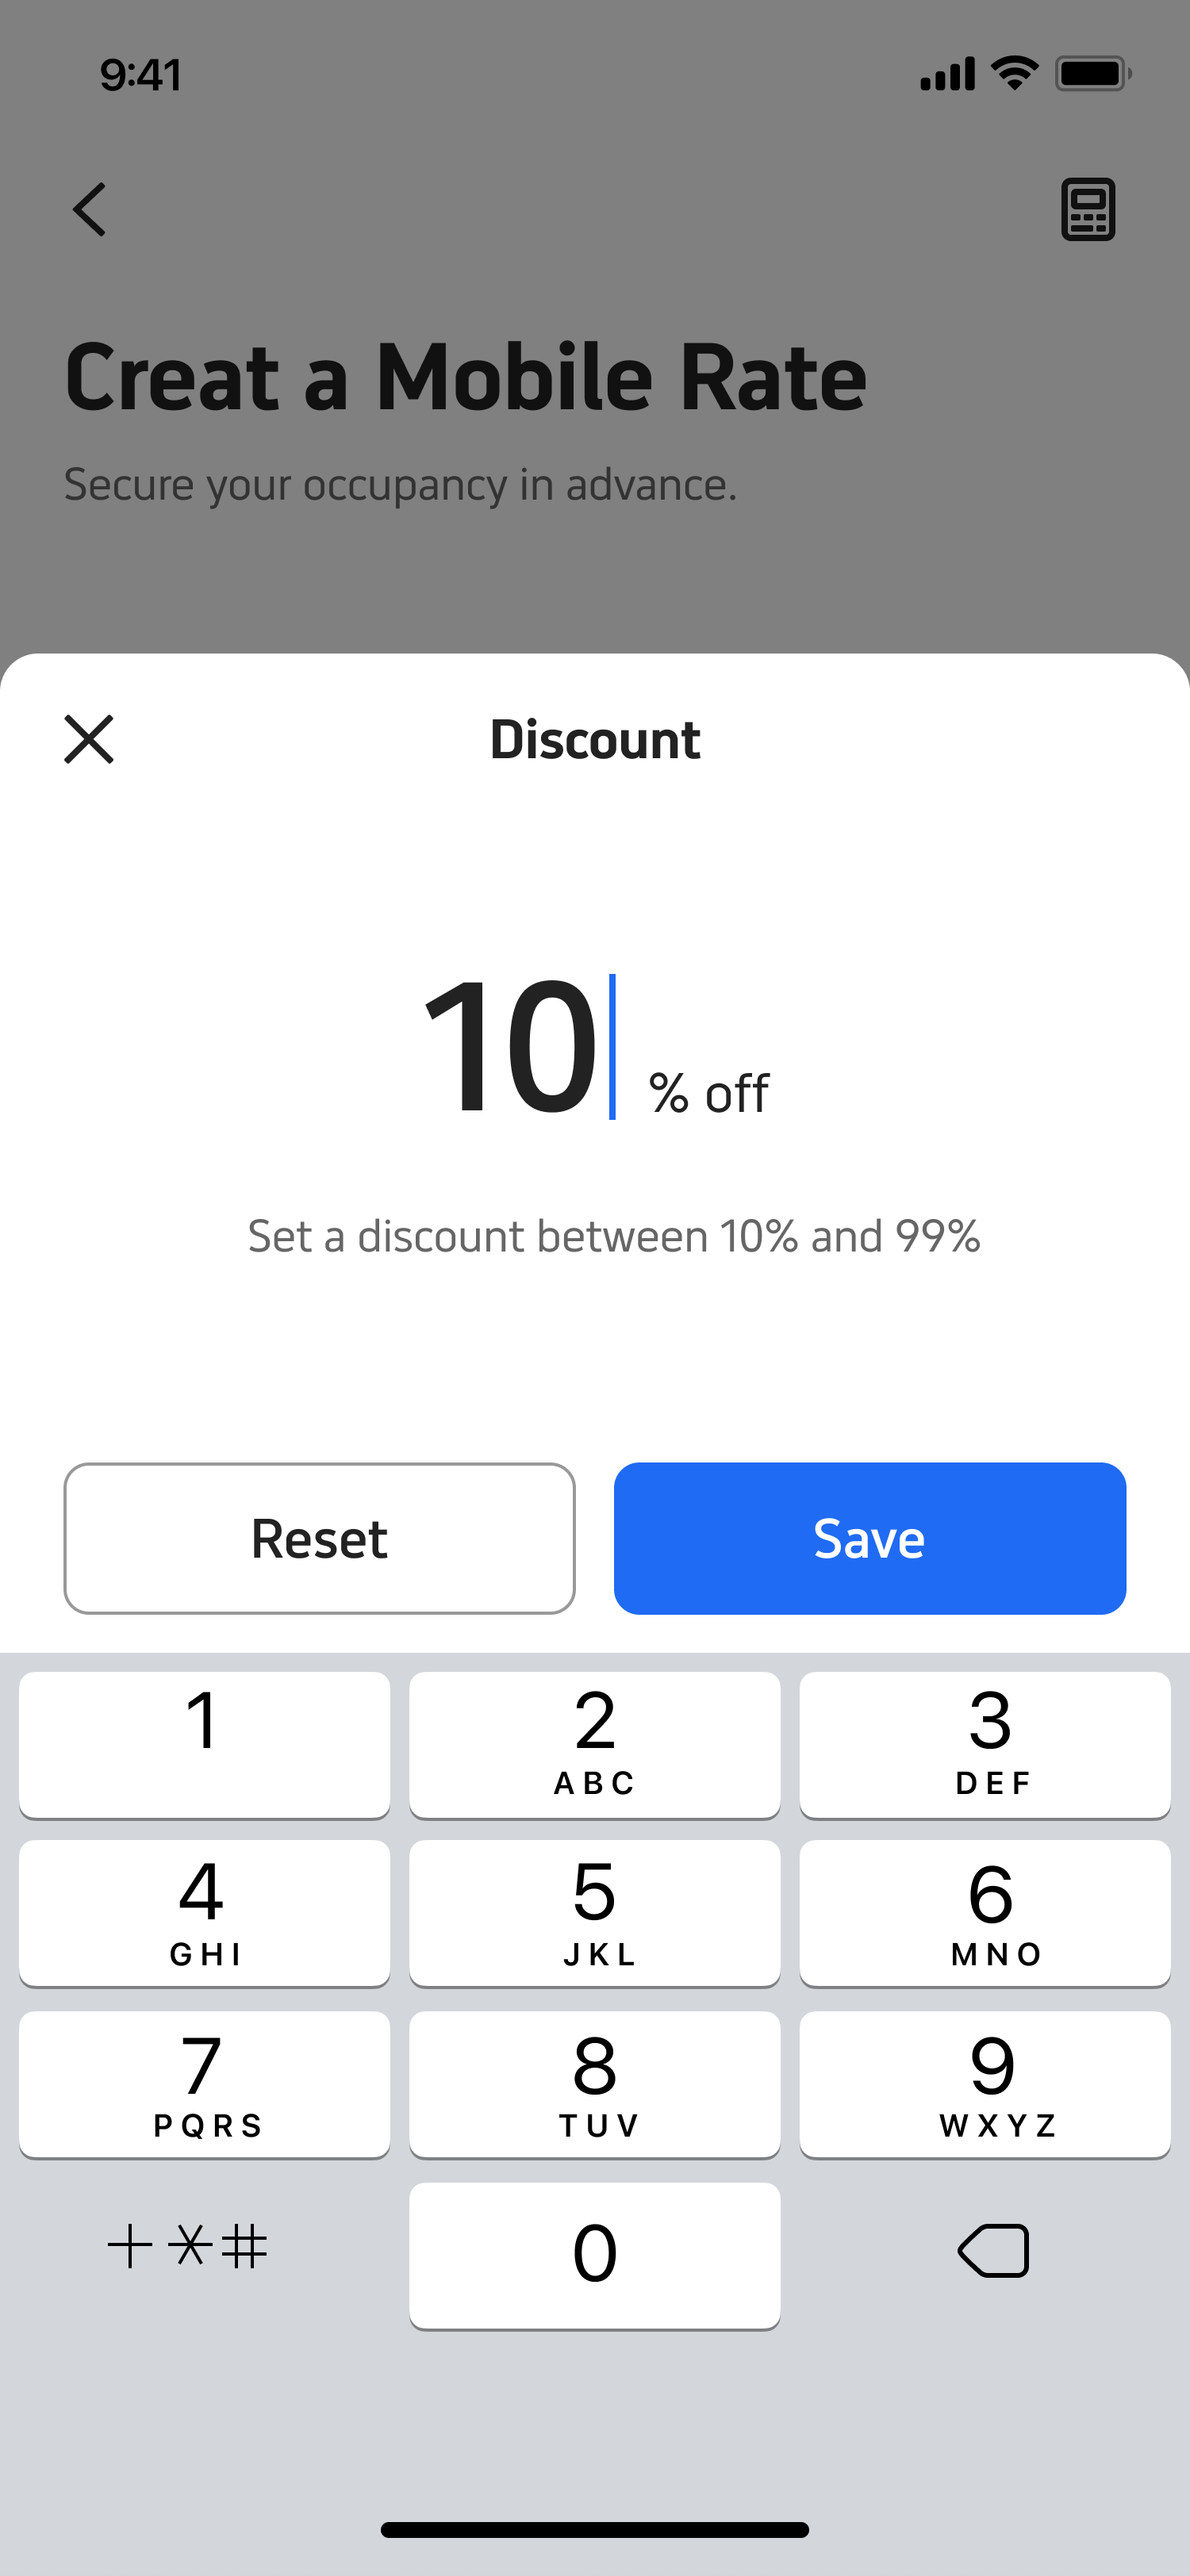 9:41
Creat a Mobile Rate
Secure your occupancy in advance.
Discount
10 % off
Set a discount between 10% and 99%
Reset Save
1 2 3
ABC DEF
4 5 6
GHI JKL MNO
7 8 9
PQRS TUV WXYZ
+*# 0